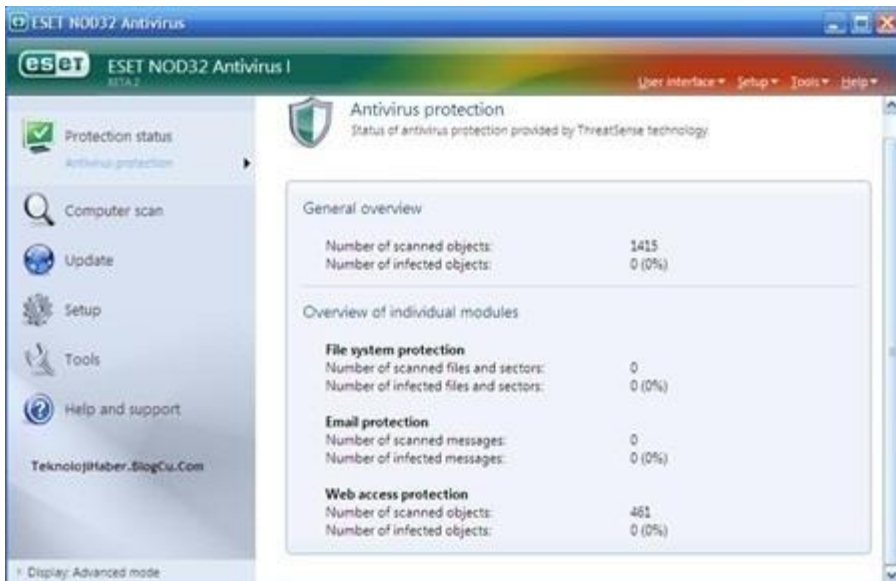 ESET NOD32 Antivirus
eset ESET NOD32 Antivirus I
BETA 2
User interface Setup Tools Help
Protection status
Antivirus protection
Computer scan
Update
Setup
Tools
Help and support
TeknolojiHaber.BlogCu.Com
Display: Advanced mode
Antivirus protection
Status of antivirus protection provided by ThreatSense technology
General overview
Number of scanned objects: 1415
Number of infected objects: 0 (0%)
Overview of individual modules
File system protection
Number of scanned files and sectors: 0
Number of infected files and sectors: 0 (0%)
Email protection
Number of scanned messages: 0
Number of infected messages: 0 (0%)
Web access protection
Number of scanned objects: 461
Number of infected objects: 0 (0%)